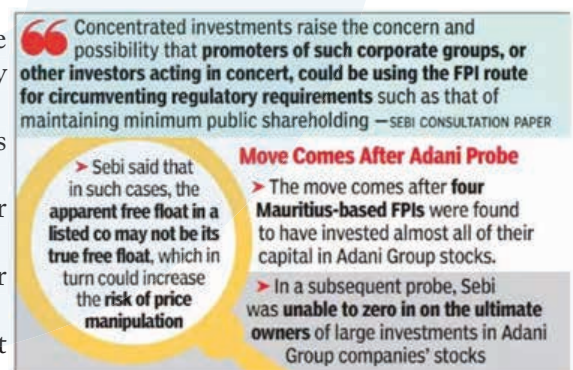 Concentrated investments raise the concern and
possibility that promoters of such corporate groups, or
other investors acting in concert, could be using the FPI route
for circumventing regulatory requirements such as that of
maintaining minimum public shareholding —SEBI CONSULTATION PAPER
➤ Sebi said that
in such cases, the
apparent free float in a
listed co may not be its
true free float, which in
turn could increase
the risk of price
manipulation
Move Comes After Adani Probe
➤ The move comes after four
Mauritius-based FPIs were found
to have invested almost all of their
capital in Adani Group stocks.
➤ In a subsequent probe, Sebi
was unable to zero in on the ultimate
owners of large investments in Adani
Group companies' stocks